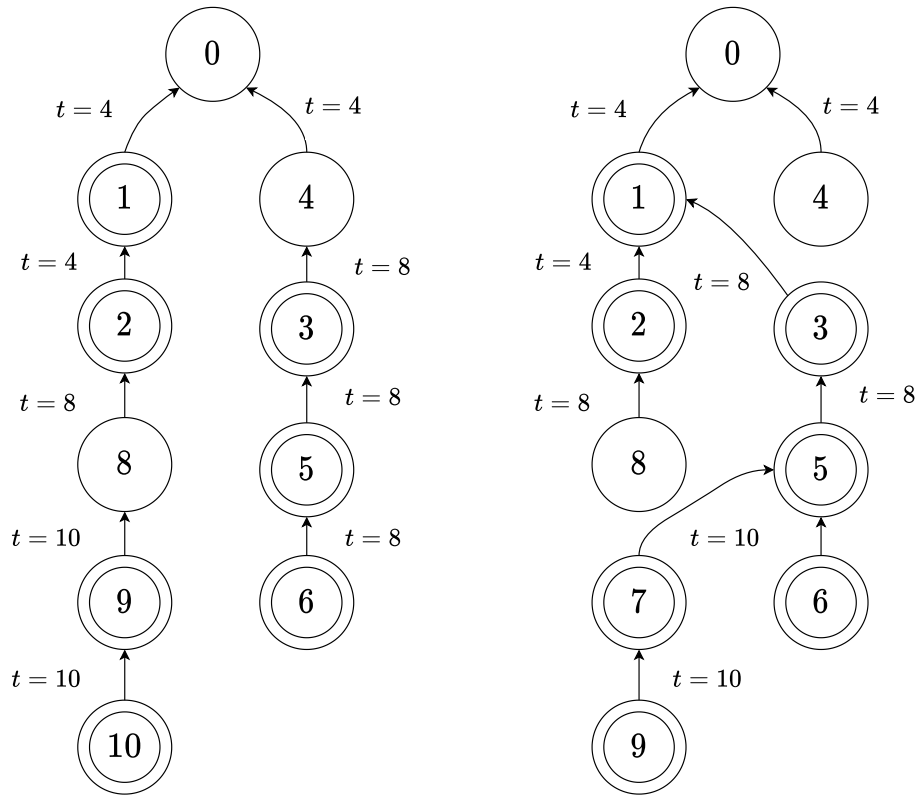 0 0
t = 4 t = 4 t = 4 t = 4
1 4 1 4
t = 4 t = 8 t = 4 t = 8
2 3 2 3
t = 8 t = 8 t = 8 t = 8
8 5 8 5
t = 10 t = 8 t = 10
9 6 7 6
t = 10 t = 10
10 9